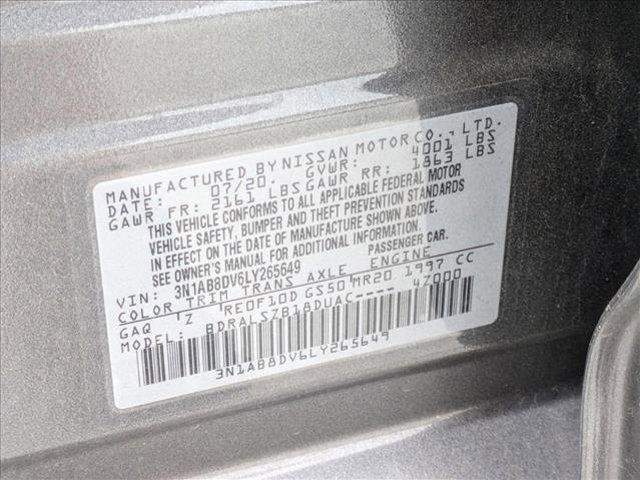 MANUFACTURED BY NISSAN MOTOR CO., LTD.
DATE: 07/20 GVWR: 4001 LBS
GAWR FR: 2161 LBS GAWR RR: 1863 LBS
THIS VEHICLE CONFORMS TO ALL APPLICABLE FEDERAL MOTOR
VEHICLE SAFETY, BUMPER AND THEFT PREVENTION STANDARDS
IN EFFECT ON THE DATE OF MANUFACTURE SHOWN ABOVE.
SEE OWNER'S MANUAL FOR ADDITIONAL INFORMATION.
VIN: 3N1AB8DV6LY265649 PASSENGER CAR.
COLOR TRIM TRANS AXLE ENGINE
GAQ Z RE0F10D GS50 MR20 1997 CC
MODEL: BDRALSZB18DUAC---- 4Z000
3N1AB8DV6LY265649